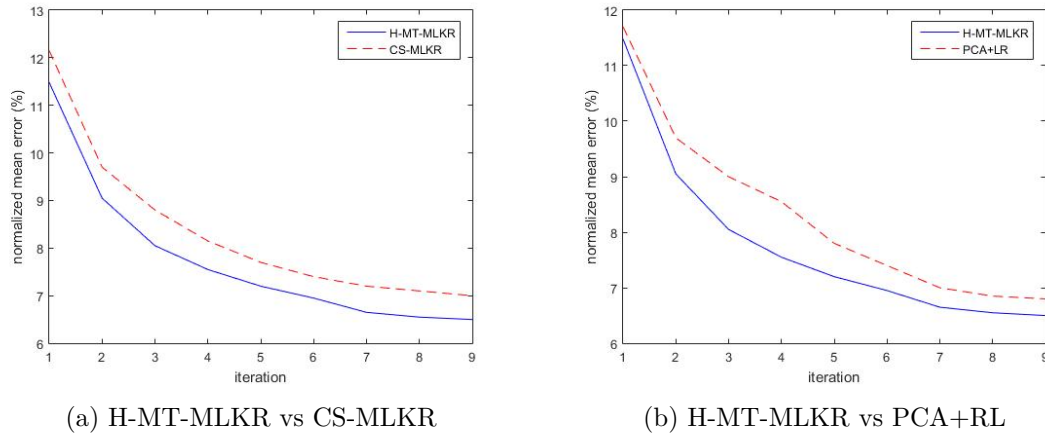 13
12
11
10
9
8
7
6
normalized mean error (%)
H-MT-MLKR
CS-MLKR
1 2 3 4 5 6 7 8 9
iteration
(a) H-MT-MLKR vs CS-MLKR
12
11
10
9
8
7
6
normalized mean error (%)
H-MT-MLKR
PCA+LR
1 2 3 4 5 6 7 8 9
iteration
(b) H-MT-MLKR vs PCA+RL